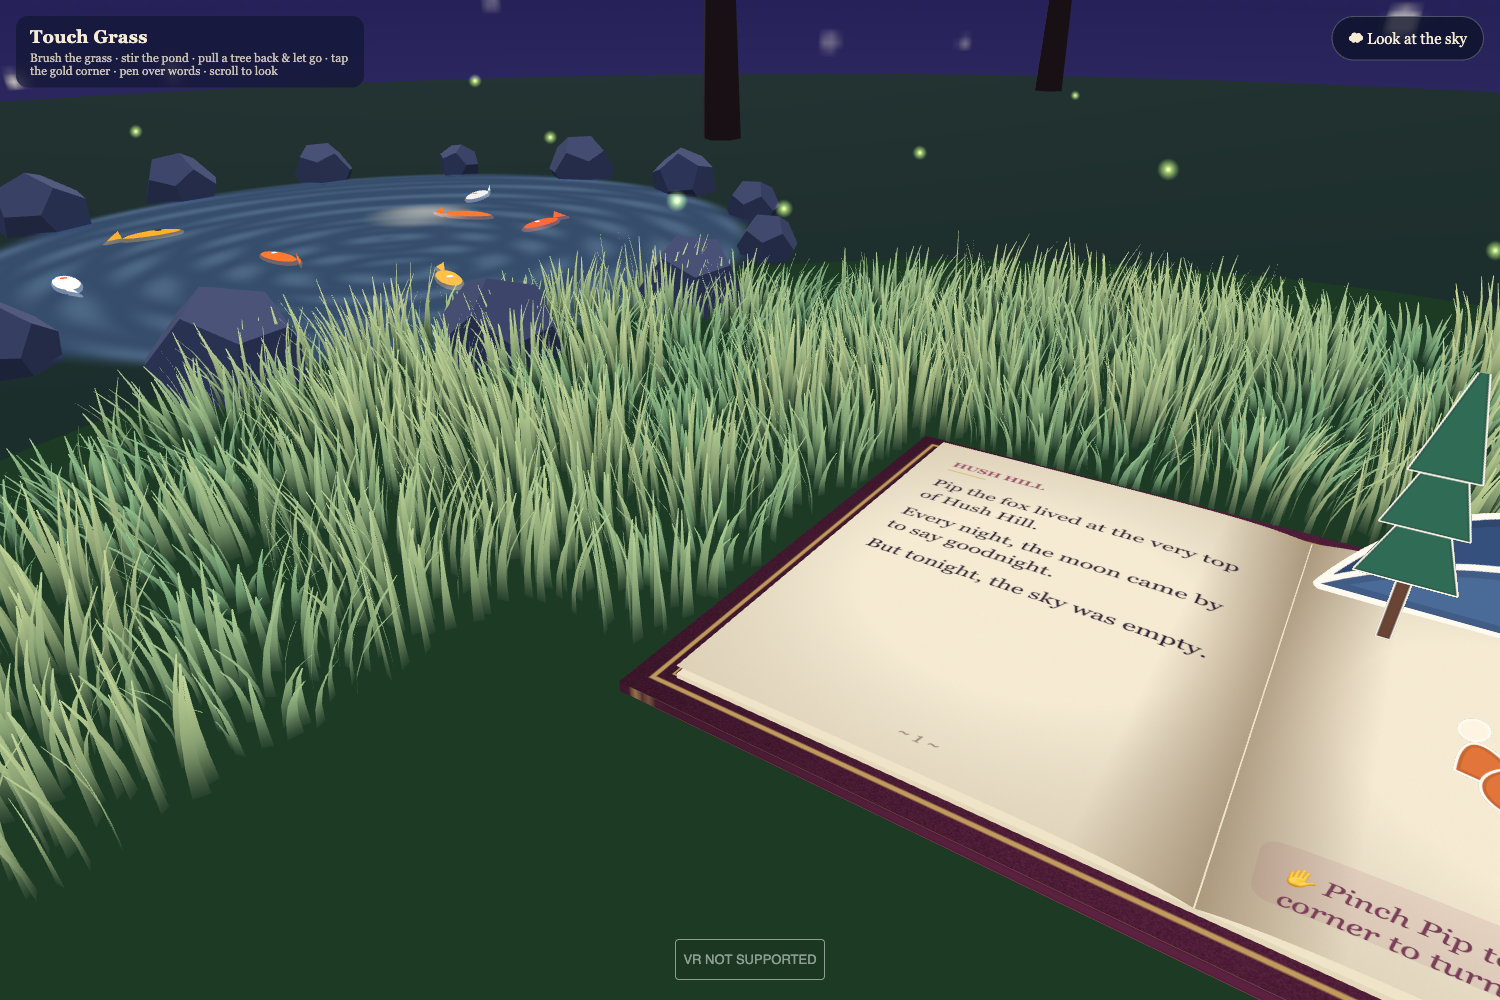 Touch Grass
Brush the grass · stir the pond · pull a tree back & let go · tap
the gold corner · pen over words · scroll to look
Look at the sky
HUSH HILL
Pip the fox lived at the very top
of Hush Hill.
Every night, the moon came by
to say goodnight.
But tonight, the sky was empty.
~ 1 ~
Pinch Pip
corner to turn
VR NOT SUPPORTED